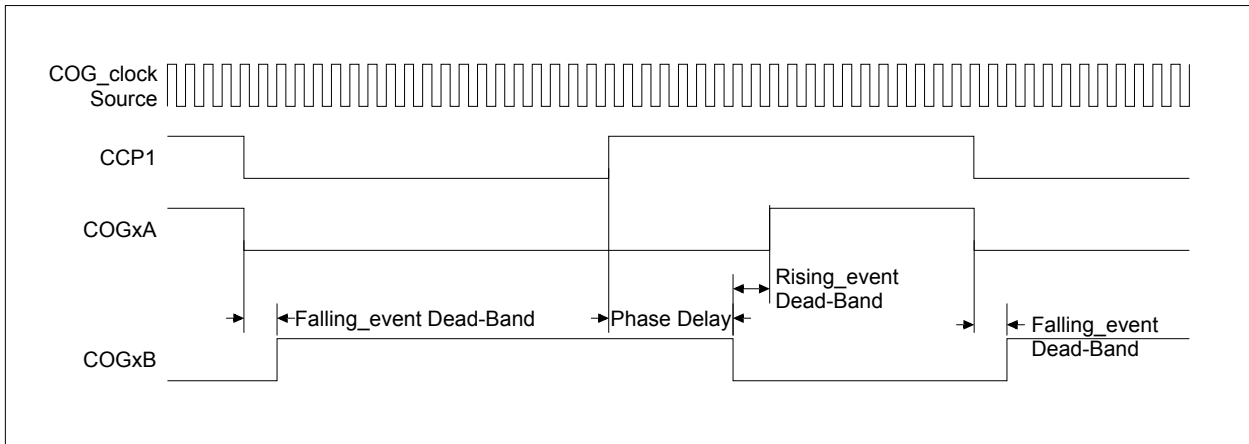 COG_clock
Source
CCP1
COGxA
Rising_event
Dead-Band
Falling_event Dead-Band
Phase Delay
Falling_event
Dead-Band
COGxB